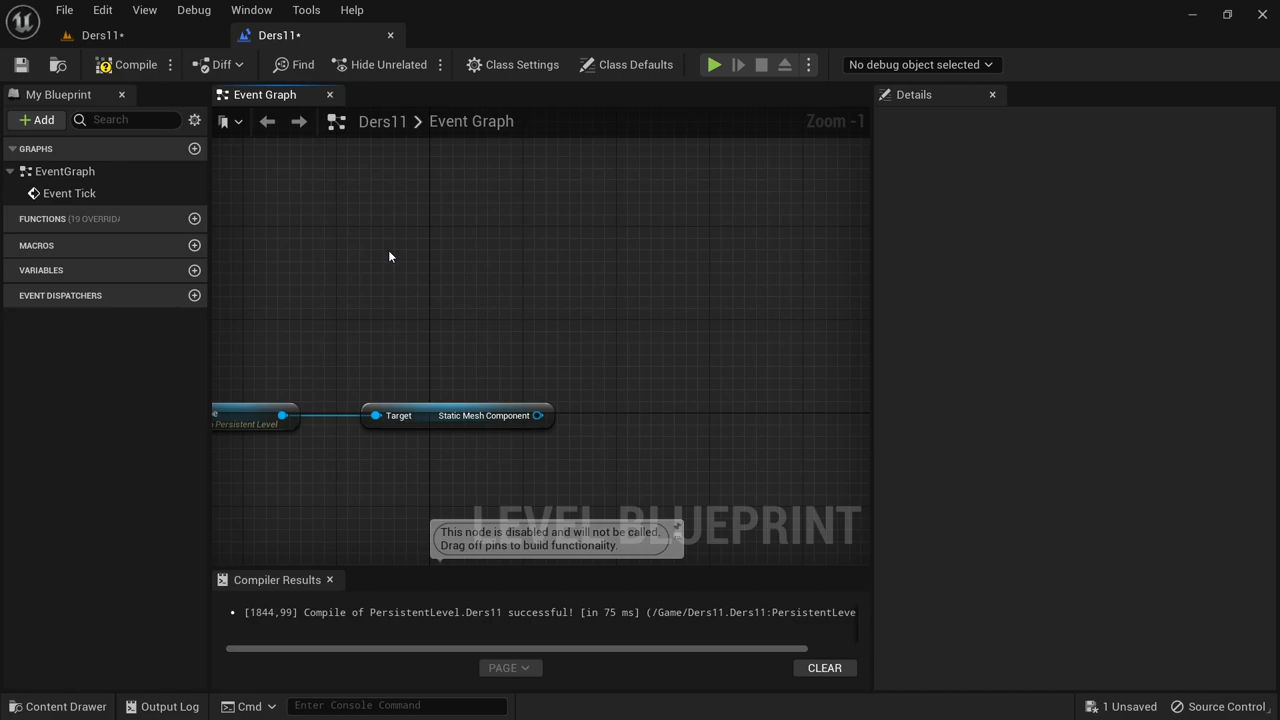 File Edit View Debug Window Tools Help
Ders11* Ders11*
Compile Diff Find Hide Unrelated Class Settings Class Defaults No debug object selected
My Blueprint Event Graph Details
Add Search Ders11 > Event Graph Zoom -1
GRAPHS
EventGraph
Event Tick
FUNCTIONS (19 OVERRID
MACROS
VARIABLES
EVENT DISPATCHERS
Target Static Mesh Component
Persistent Level
LEVEL BLUEPRINT
This node is disabled and will not be called.
Drag off pins to build functionality.
Compiler Results
[1844,99] Compile of PersistentLevel.Ders11 successful! [in 75 ms] (/Game/Ders11.Ders11:PersistentLeve
PAGE CLEAR
Content Drawer Output Log Cmd Enter Console Command 1 Unsaved Source Control